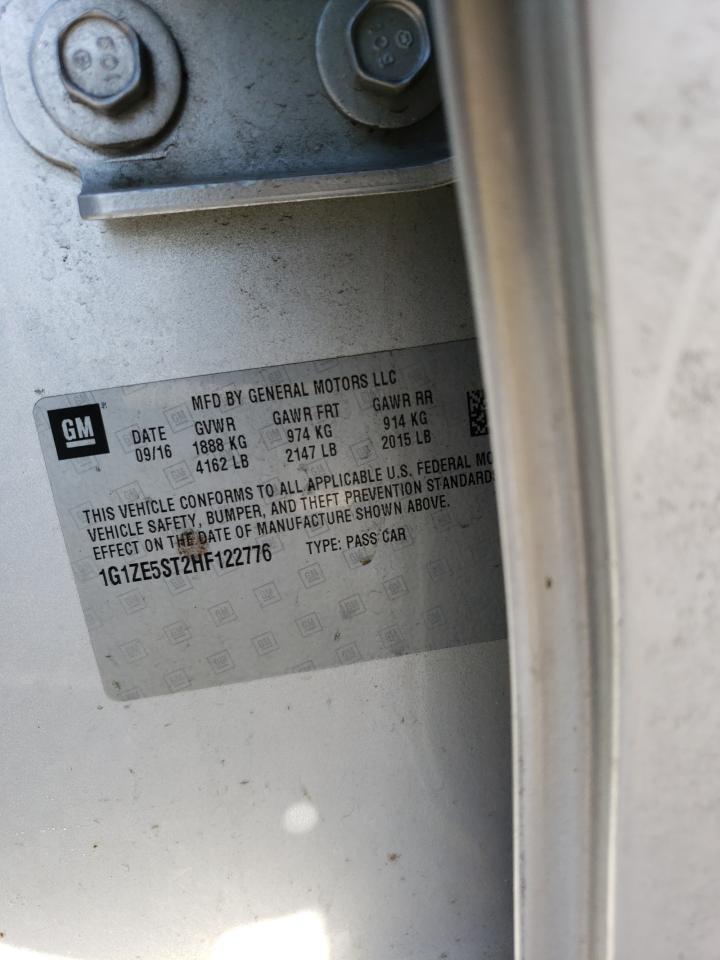 GM
MFD BY GENERAL MOTORS LLC
DATE GVWR GAWR FRT GAWR RR
09/16 1888 KG 974 KG 914 KG
4162 LB 2147 LB 2015 LB
THIS VEHICLE CONFORMS TO ALL APPLICABLE U.S. FEDERAL MO
VEHICLE SAFETY, BUMPER, AND THEFT PREVENTION STANDARDS
EFFECT ON THE DATE OF MANUFACTURE SHOWN ABOVE.
1G1ZE5ST2HF122776 TYPE: PASS CAR